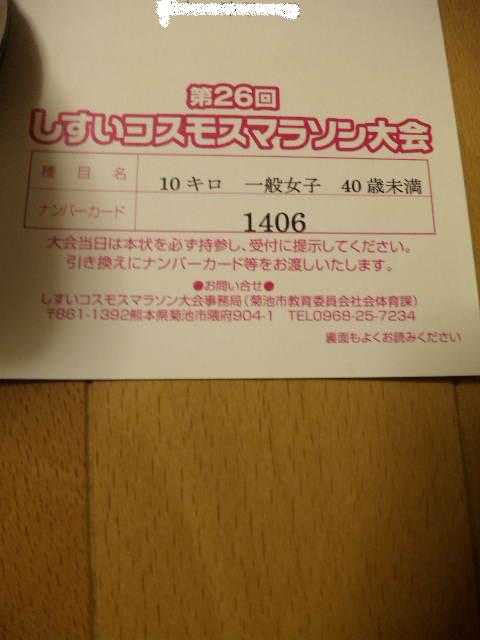 第26回
しすいコスモスマラソン大会
種目名 10キロ 一般女子 40歳未満
ナンバーカード 1406
大会当日は本状を必ず持参し、受付に提示してください。
引き換えにナンバーカード等をお渡しいたします。
●お問い合せ●
しすいコスモスマラソン大会事務局(菊池市教育委員会社会体育課)
〒861-1392熊本県菊池市隈府904-1 TEL0968-25-7234
裏面もよくお読みください